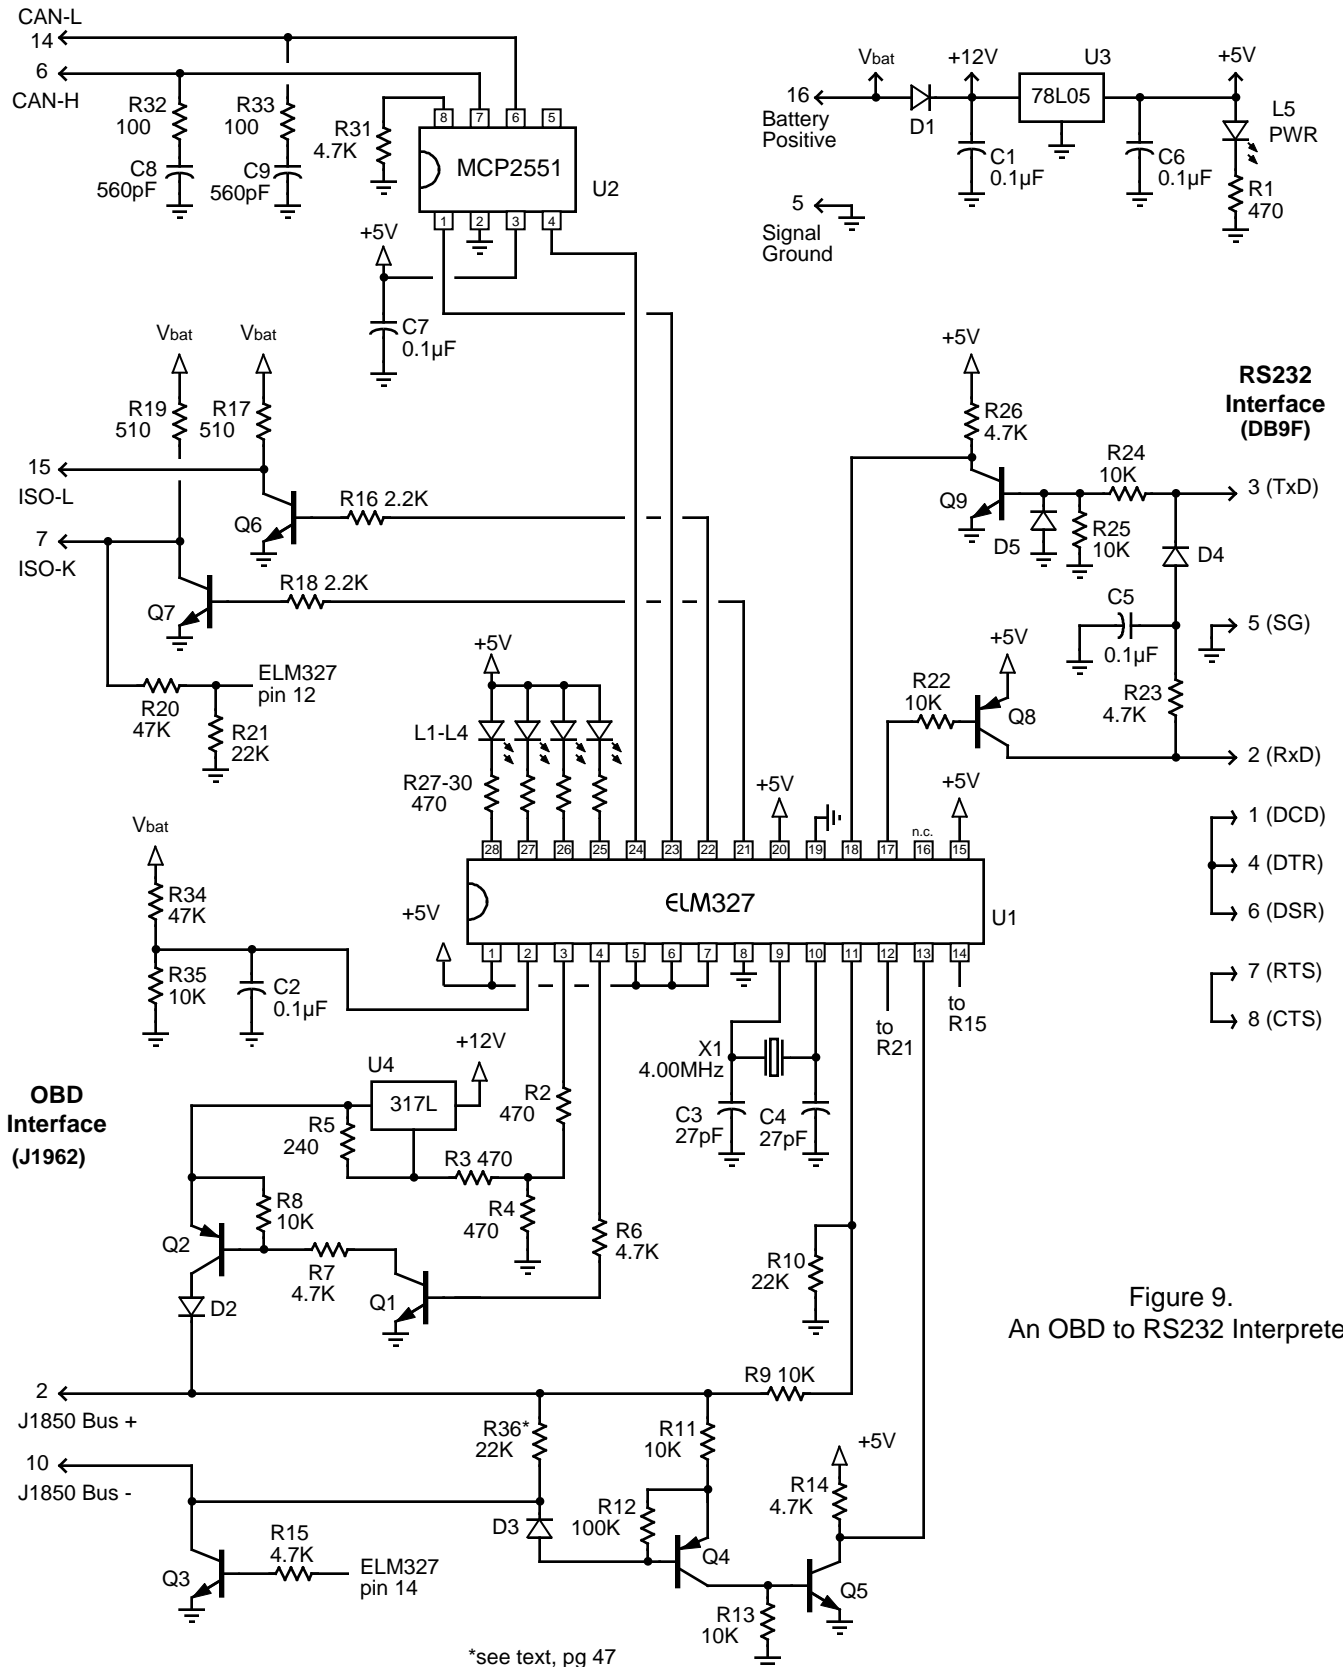 CAN-L
14
6
CAN-H
R32
100
R33
100
C8
560pF
C9
560pF
R31
4.7K
8
7
6
5
MCP2551
U2
1
2
3
4
+5V
C7
0.1µF
Vbat
+12V
U3
+5V
16
Battery
Positive
D1
78L05
L5
PWR
C1
0.1µF
C6
0.1µF
R1
470
5
Signal
Ground
Vbat
Vbat
R19
510
R17
510
15
ISO-L
7
ISO-K
Q6
R16 2.2K
Q7
R18 2.2K
R20
47K
ELM327
pin 12
R21
22K
+5V
R26
4.7K
RS232
Interface
(DB9F)
R24
10K
3 (TxD)
Q9
D5
R25
10K
D4
C5
0.1µF
5 (SG)
+5V
R22
10K
Q8
R23
4.7K
2 (RxD)
+5V
L1-L4
R27-30
470
+5V
+5V
n.c.
1 (DCD)
4 (DTR)
6 (DSR)
7 (RTS)
8 (CTS)
28
27
26
25
24
23
22
21
20
19
18
17
16
15
ELM327
U1
+5V
1
2
3
4
5
6
7
8
9
10
11
12
13
14
to
R21
to
R15
Vbat
R34
47K
R35
10K
C2
0.1µF
X1
4.00MHz
C3
27pF
C4
27pF
OBD
Interface
(J1962)
U4
+12V
317L
R5
240
R2
470
R3 470
R4
470
R8
10K
Q2
R7
4.7K
Q1
R6
4.7K
D2
R10
22K
Figure 9.
An OBD to RS232 Interprete
2
J1850 Bus +
R9 10K
R36*
22K
R11
10K
10
J1850 Bus -
+5V
R14
4.7K
D3
R12
100K
Q4
Q3
R15
4.7K
ELM327
pin 14
R13
10K
Q5
*see text, pg 47